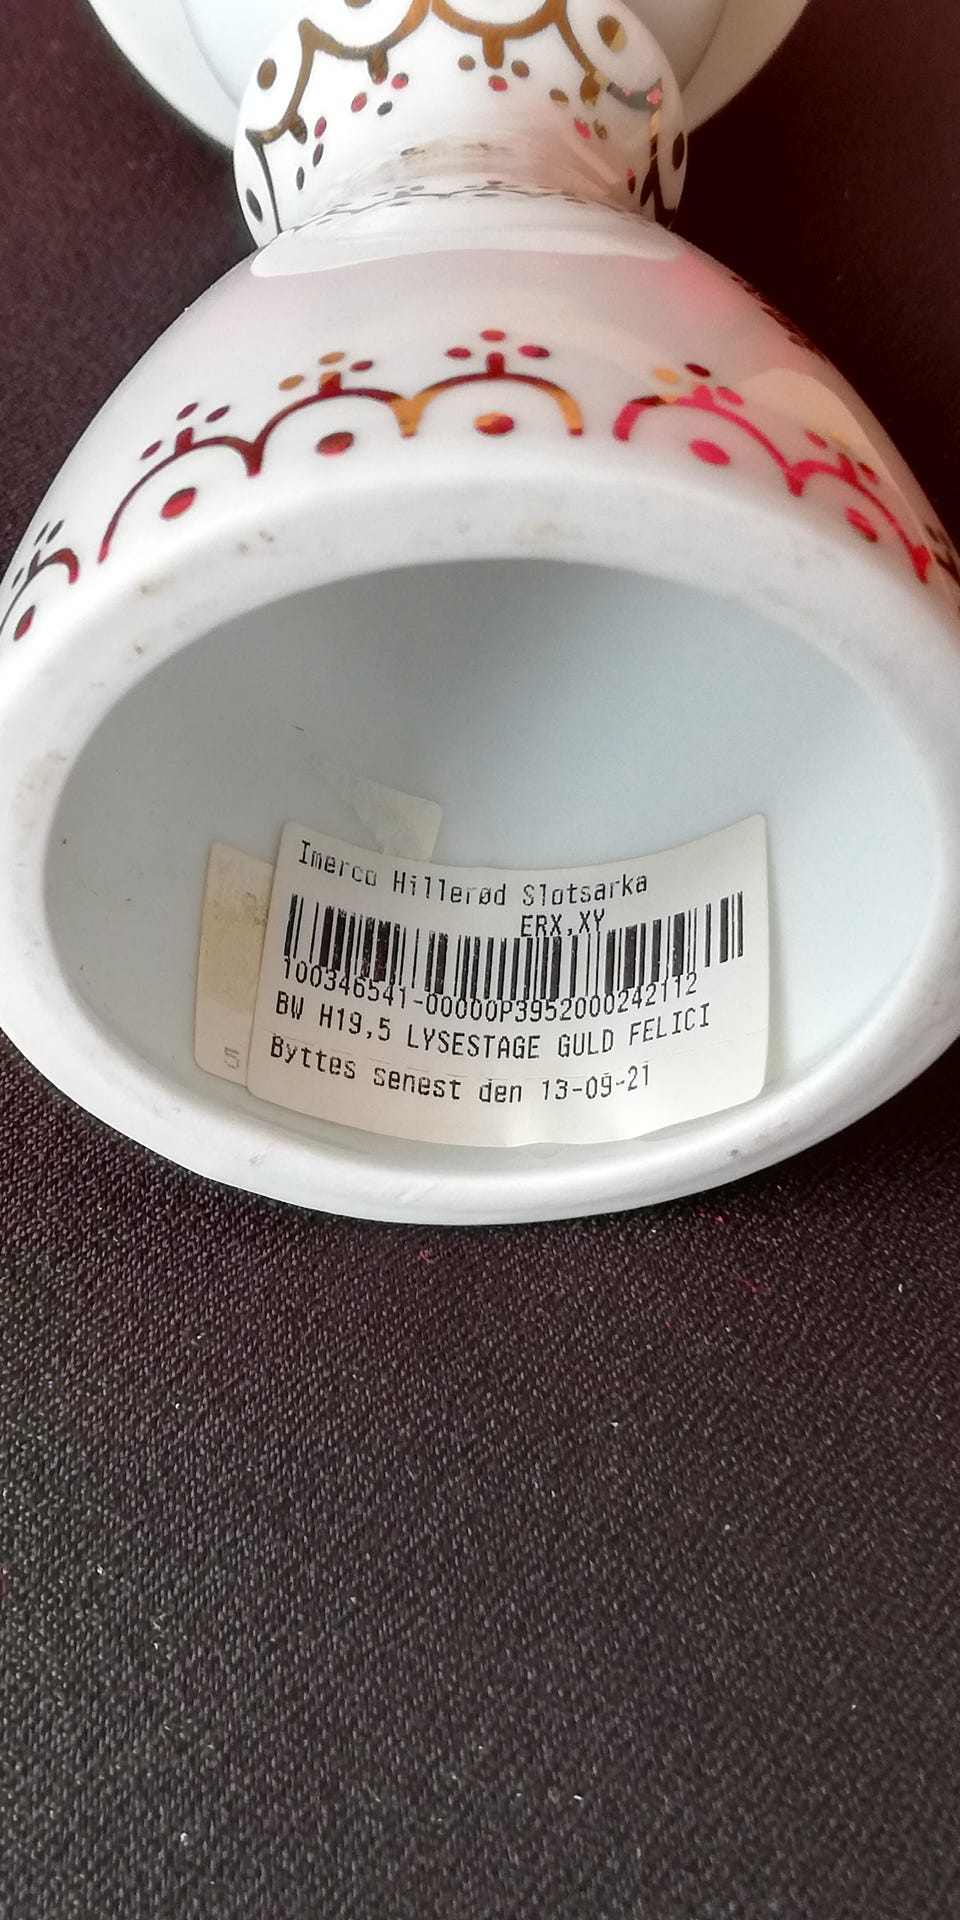 Imerco Hillerød Slotsarka
ERX,XY
100346541-00000P3952000242112
BW H19,5 LYSESTAGE GULD FELICI
Byttes senest den 13-09-21
5